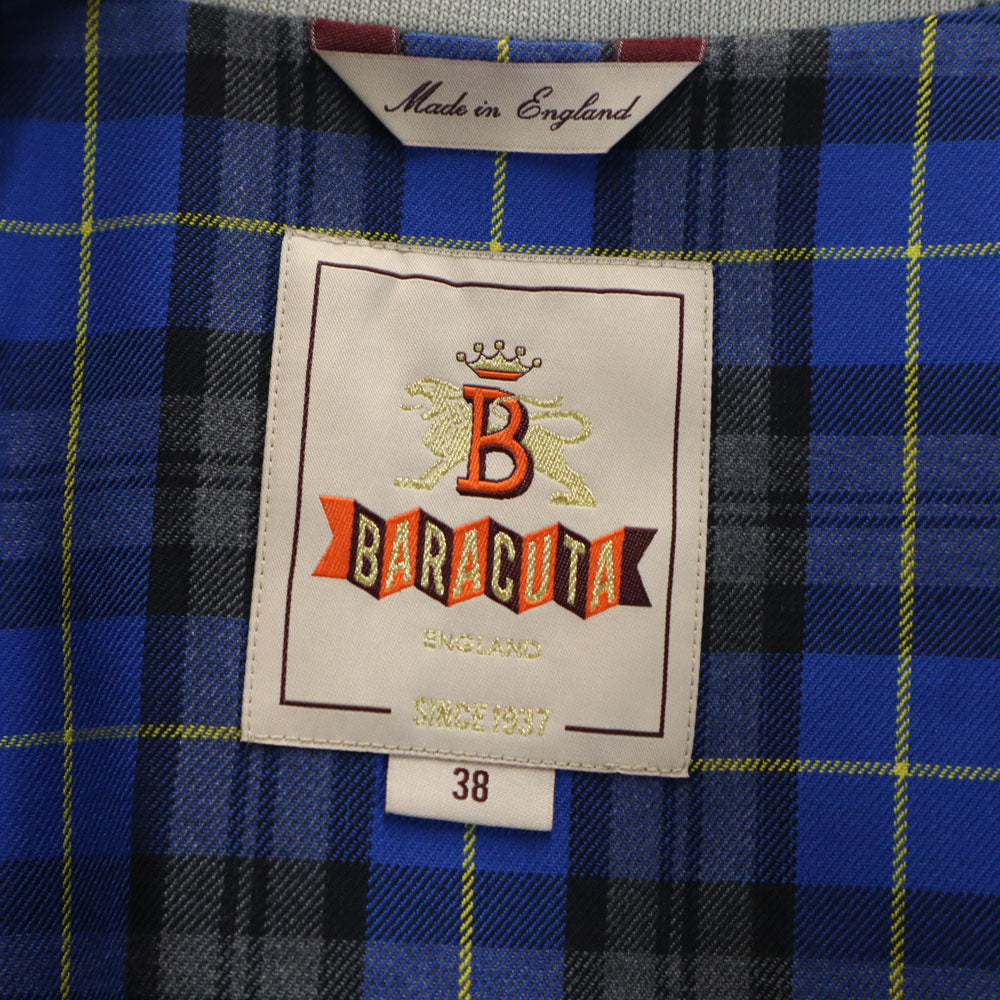 Made in England
B
BARACUTA
ENGLAND
SINCE 1937
38